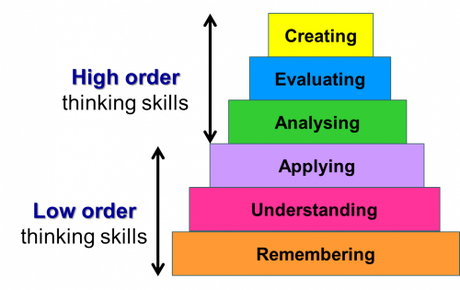 Creating
Evaluating
Analysing
Applying
Understanding
Remembering
High order
thinking skills
Low order
thinking skills